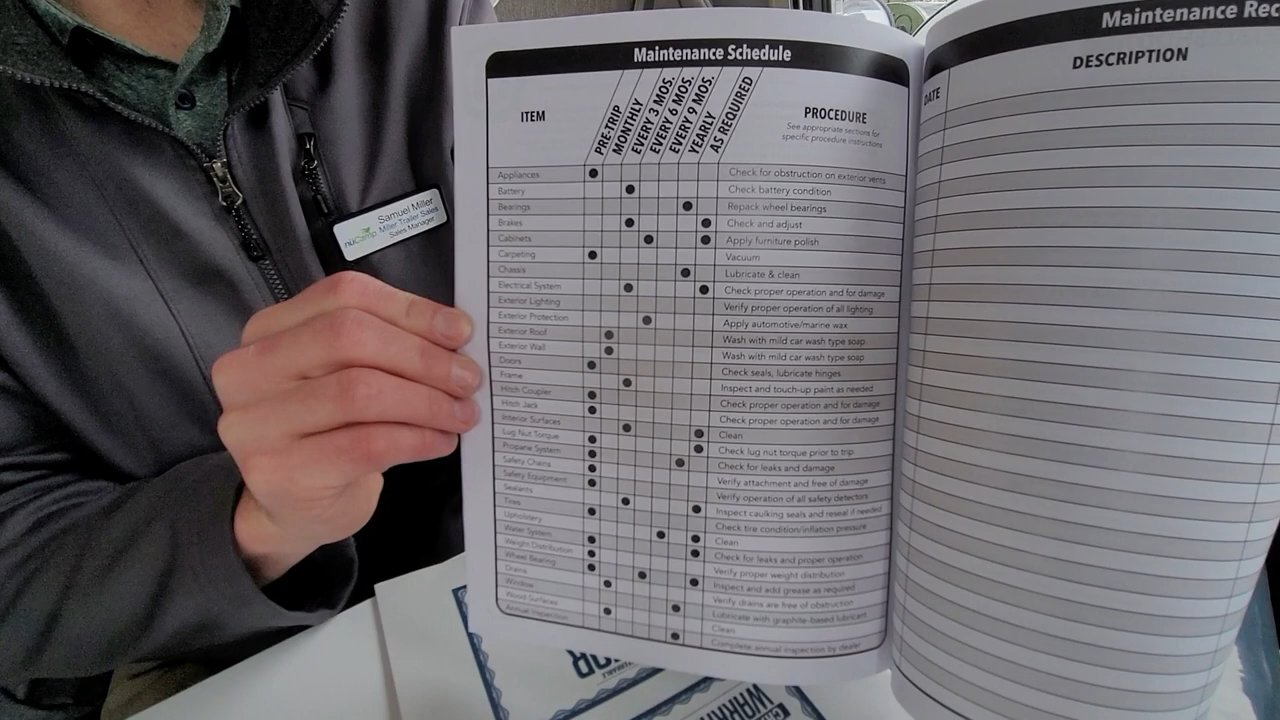 Samuel Miller
nüCamp Miller Trailer Sales
Sales Manager
Maintenance Schedule
ITEM
PRE-TRIP
MONTHLY
EVERY 3 MOS.
EVERY 6 MOS.
EVERY 9 MOS.
YEARLY
AS REQUIRED
PROCEDURE
See appropriate sections for
specific procedure instructions
Appliances Check for obstruction on exterior vents
Battery Check battery condition
Bearings Repack wheel bearings
Brakes Check and adjust
Cabinets Apply furniture polish
Carpeting Vacuum
Chassis Lubricate & clean
Electrical System Check proper operation and for damage
Exterior Lighting Verify proper operation of all lighting
Exterior Protection Apply automotive/marine wax
Exterior Roof Wash with mild car wash type soap
Exterior Wall Wash with mild car wash type soap
Doors Check seals, lubricate hinges
Frame Inspect and touch-up paint as needed
Hitch Coupler Check proper operation and for damage
Hitch Jack Check proper operation and for damage
Interior Surfaces Clean
Lug Nut Torque Check lug nut torque prior to trip
Propane System Check for leaks and damage
Safety Chains Verify attachment and free of damage
Safety Equipment Verify operation of all safety detectors
Sealants Inspect caulking seals and reseal if needed
Tires Check tire condition/inflation pressure
Upholstery Clean
Water System Check for leaks and proper operation
Weight Distribution Verify proper weight distribution
Wheel Bearing Inspect and add grease as required
Drains Verify drains are free of obstruction
Window Lubricate with graphite-based lubricant
Wood Surfaces Clean
Annual Inspection Complete annual inspection by dealer
Maintenance Rec
DATE
DESCRIPTION